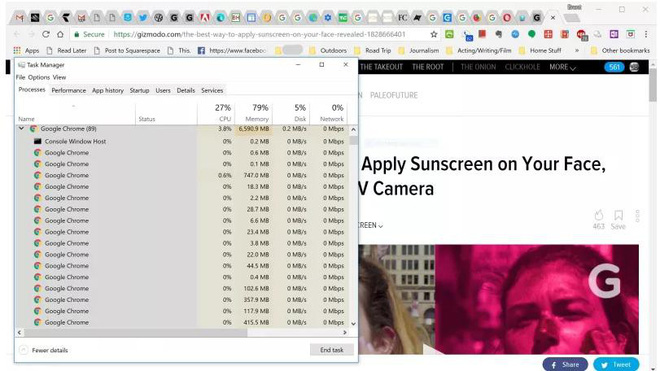 Secure
https://gizmodo.com/the-best-way-to-apply-sunscreen-on-your-face-revealed-1828666401
Apps Read Later Post to Squarespace This. https://www.faceboo Outdoors Road Trip Journalism Acting/Writing/Film Home Stuff » Other bookmarks
THE TAKEOUT THE ROOT THE ONION CLICKHOLE MORE 561
PALEOFUTURE
Apply Sunscreen on Your Face,
V Camera
REEN
463 Save
G
Share Tweet
Task Manager
File Options View
Processes Performance App history Startup Users Details Services
27% 79% 5% 0%
Name Status CPU Memory Disk Network
Google Chrome (89) 3.8% 6,590.9 MB 0.2 MB/s 0 Mbps
Console Window Host 0% 0.2 MB 0 MB/s 0 Mbps
Google Chrome 0% 0.6 MB 0 MB/s 0 Mbps
Google Chrome 0% 0.1 MB 0 MB/s 0 Mbps
Google Chrome 0.6% 747.0 MB 0 MB/s 0 Mbps
Google Chrome 0% 18.3 MB 0 MB/s 0 Mbps
Google Chrome 0% 2.2 MB 0 MB/s 0 Mbps
Google Chrome 0% 28.7 MB 0 MB/s 0 Mbps
Google Chrome 0% 6.6 MB 0 MB/s 0 Mbps
Google Chrome 0% 23.4 MB 0 MB/s 0 Mbps
Google Chrome 0% 3.8 MB 0 MB/s 0 Mbps
Google Chrome 0% 22.0 MB 0 MB/s 0 Mbps
Google Chrome 0% 44.5 MB 0 MB/s 0 Mbps
Google Chrome 0% 0.4 MB 0 MB/s 0 Mbps
Google Chrome 0% 102.6 MB 0 MB/s 0 Mbps
Google Chrome 0% 357.9 MB 0 MB/s 0 Mbps
Google Chrome 0% 117.9 MB 0 MB/s 0 Mbps
Google Chrome 0% 415.5 MB 0 MB/s 0 Mbps
Fewer details End task